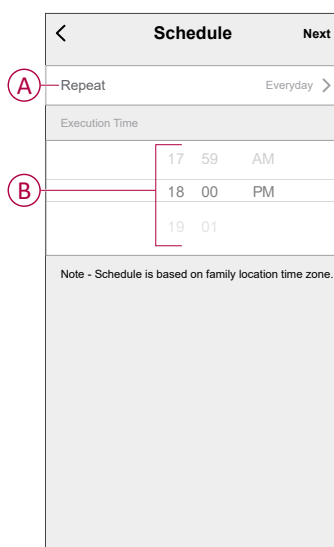 Schedule Next
A Repeat Everyday
Execution Time
17 59 AM
B 18 00 PM
19 01
Note - Schedule is based on family location time zone.